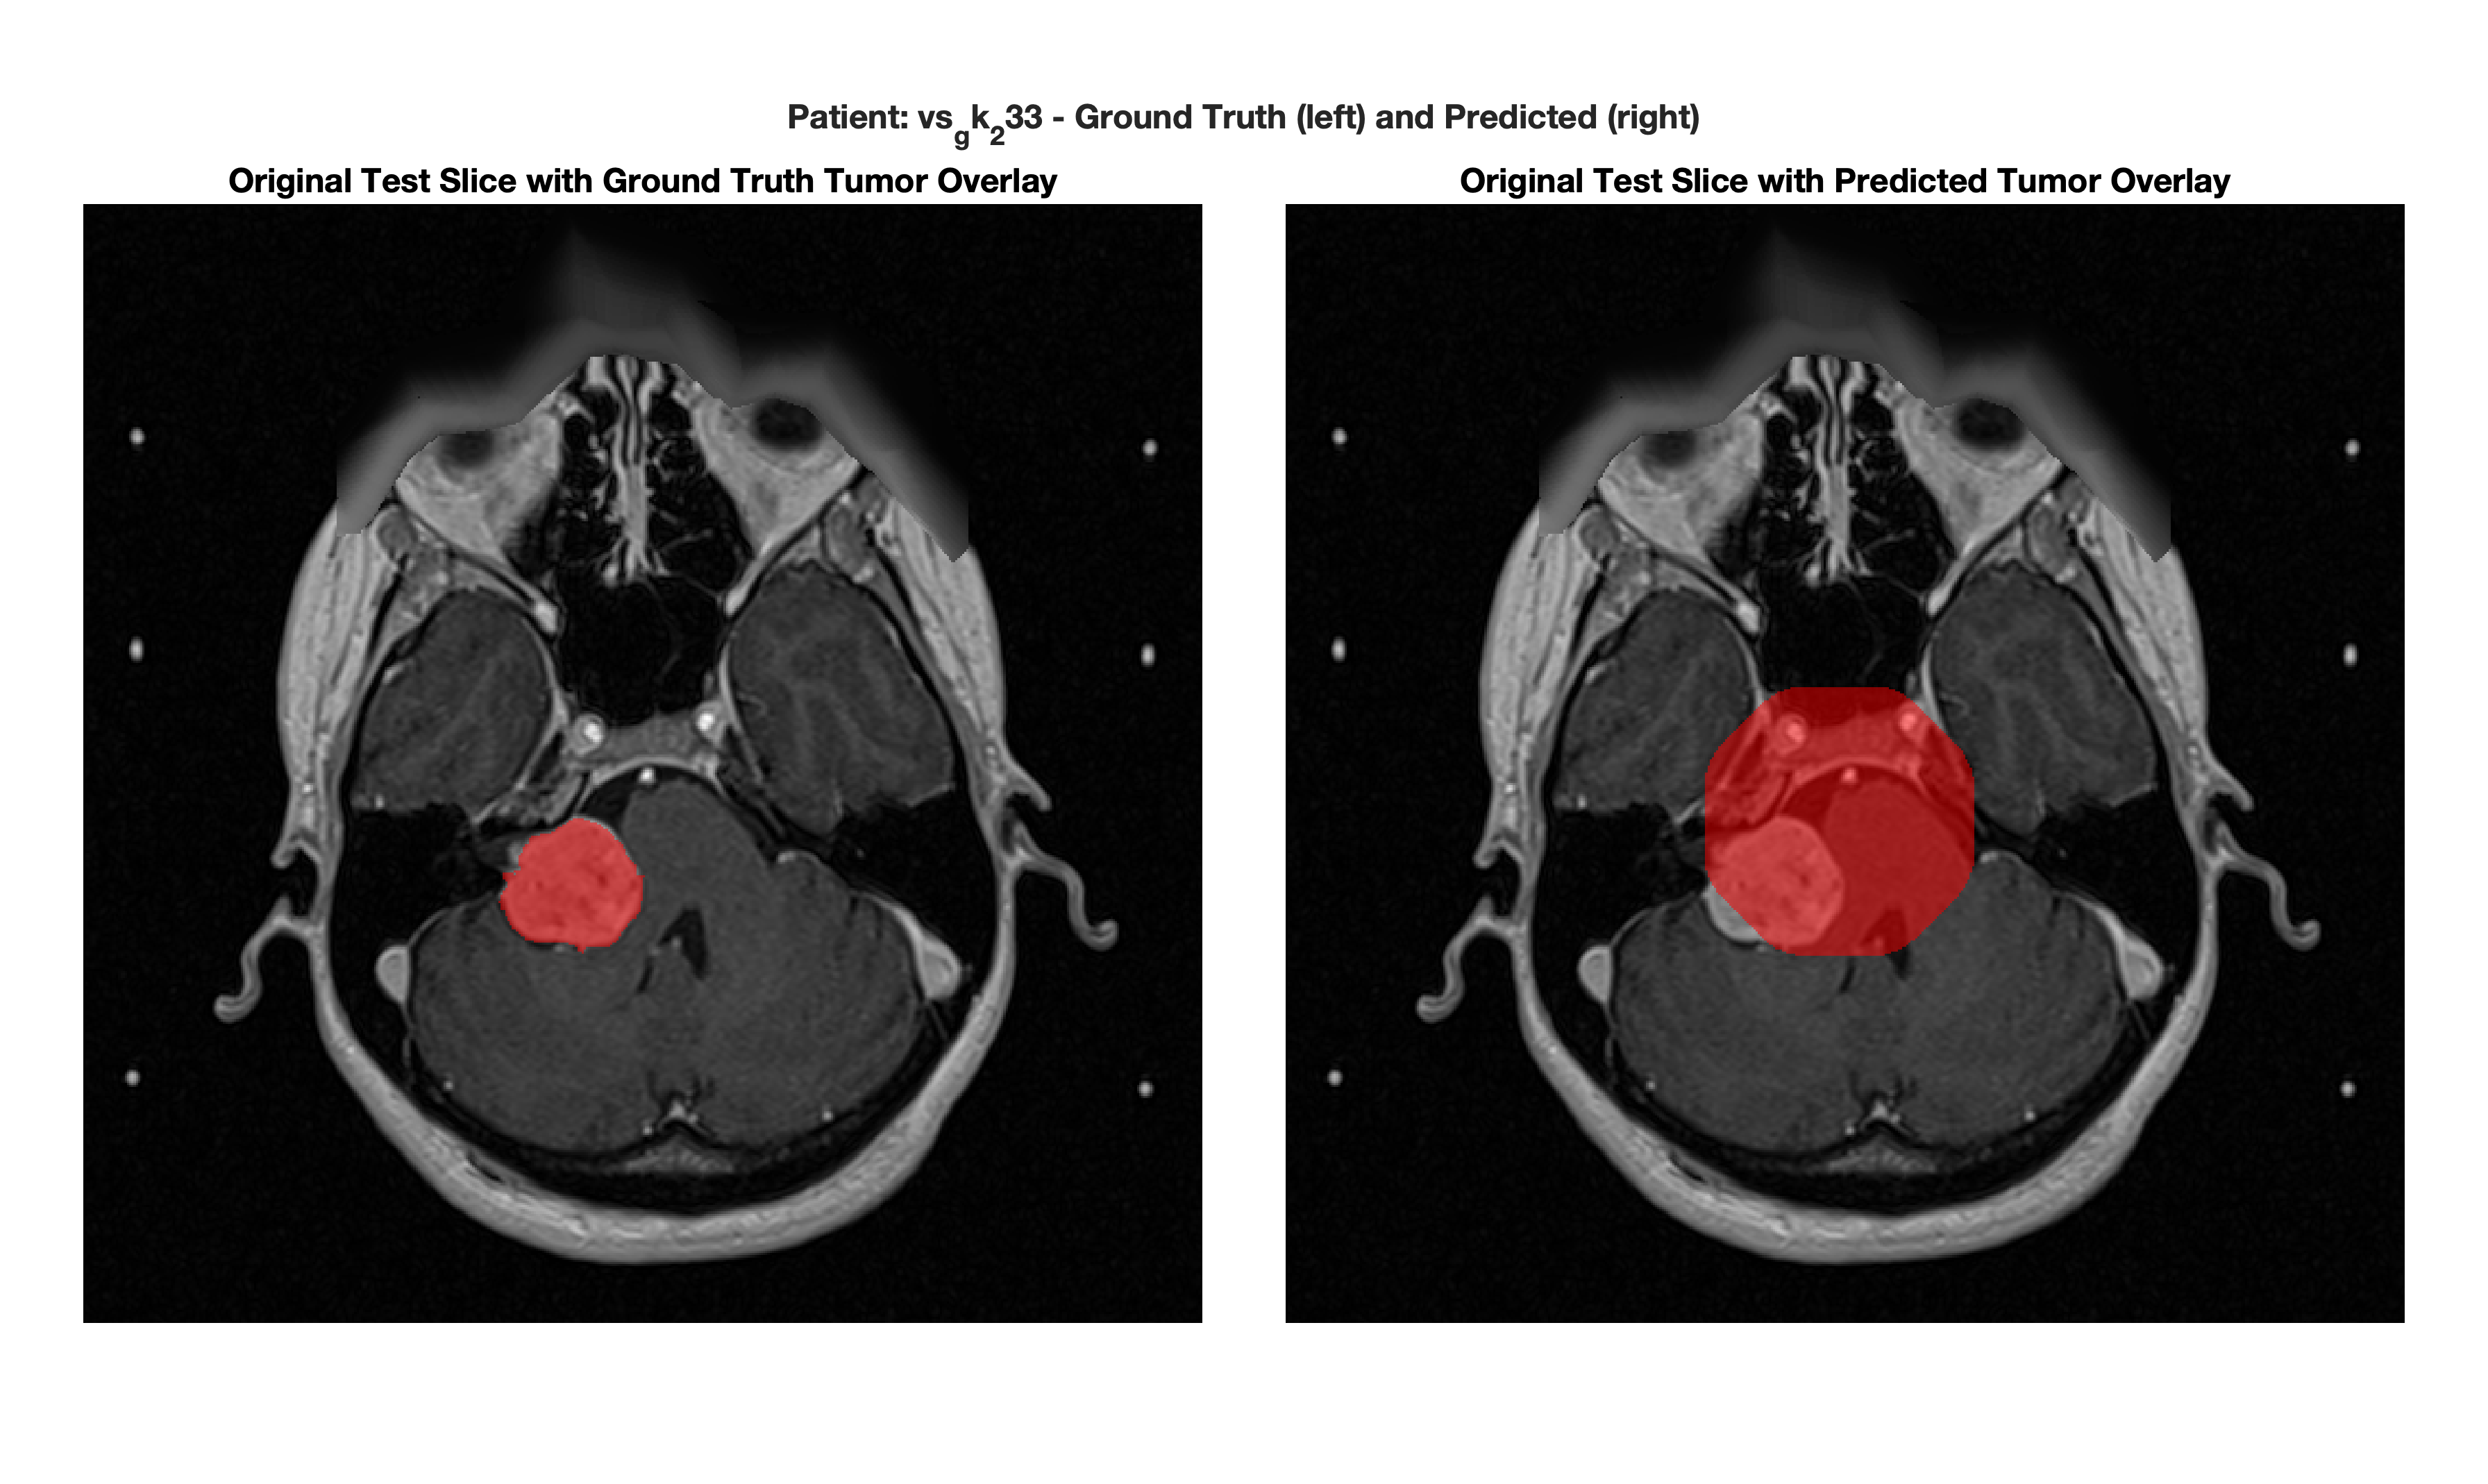 Patient: vsgk233 - Ground Truth (left) and Predicted (right)
Original Test Slice with Ground Truth Tumor Overlay
Original Test Slice with Predicted Tumor Overlay